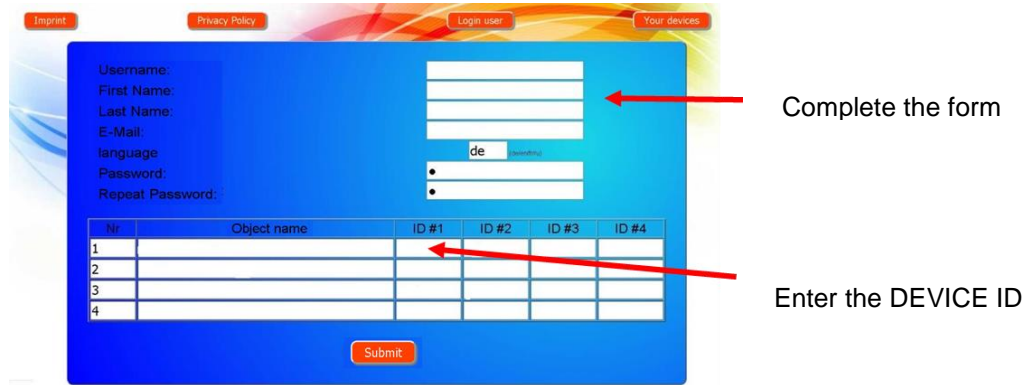 Imprint Privacy Policy Login user Your devices
Username:
First Name:
Last Name:
E-Mail:
language de
Password:
Repeat Password:
Complete the form
Nr Object name ID #1 ID #2 ID #3 ID #4
1
2
3
4
Enter the DEVICE ID
Submit